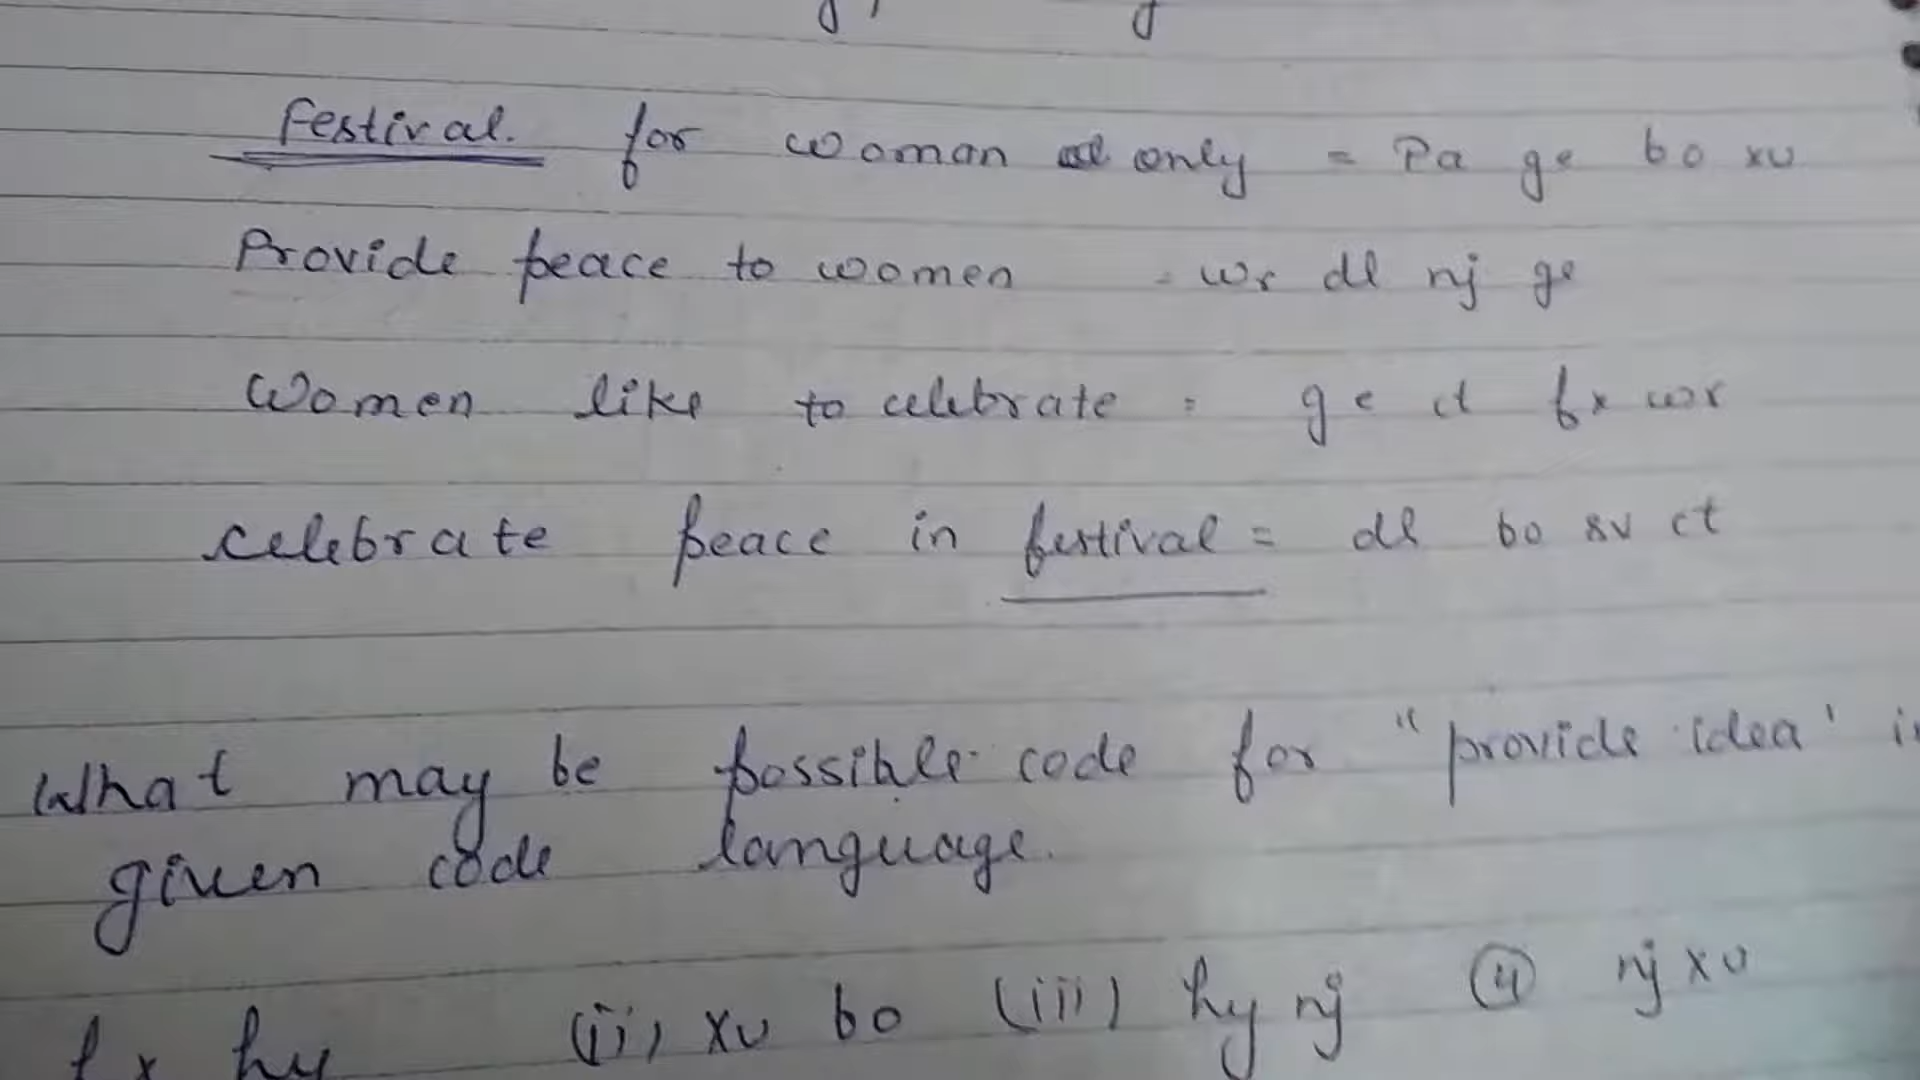 Festival. for woman only = Pa ge bo xu
Provide peace to women = wr dl nj ge
Women like to celebrate = ge ct fx wr
celebrate peace in festival = dl bo sv ct
What may be possible code for "provide idea' in
given code language.
fx hy (ii) xu bo (iii) hy nj (4) nj xu